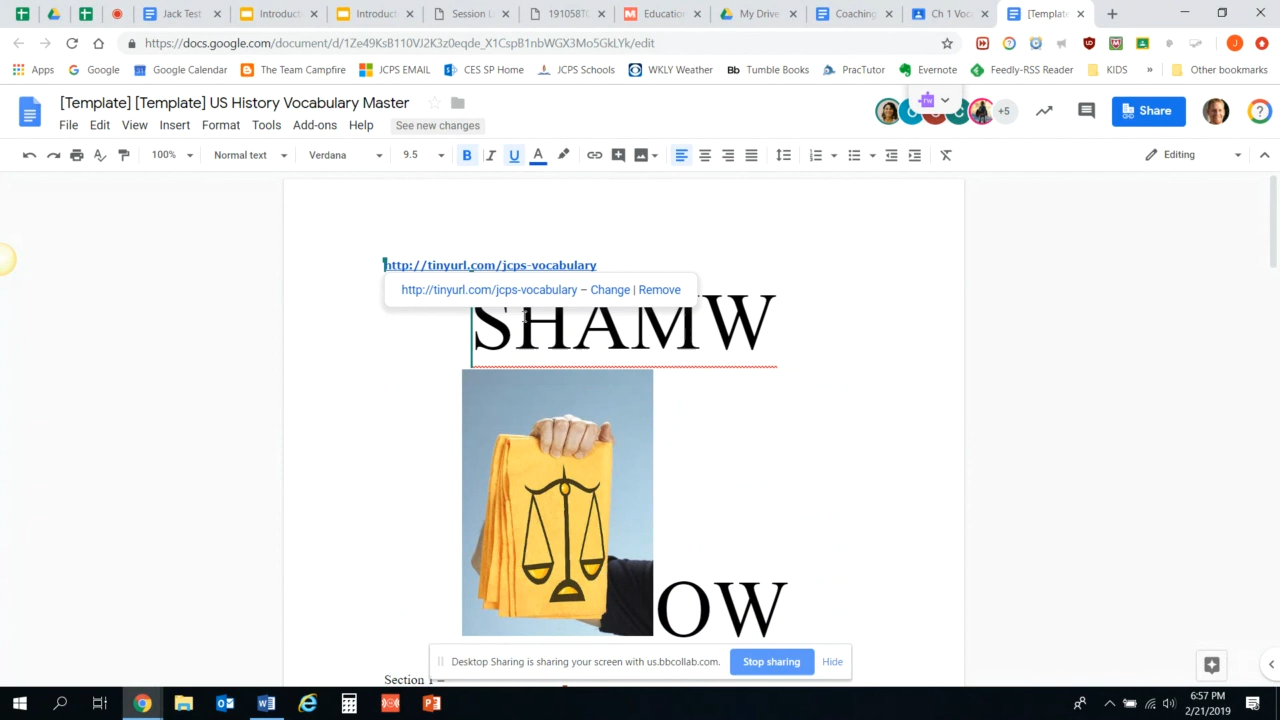 Jack Test
Introduct
Introduct
Session Li
191058T
Education
My Drive
Coaching
Ch 1 Voca
[Template]
https://docs.google.com/document/d/1Ze49KsB110VJ2K3z0eqde_X1CspB1nbWGX3Mo5GkLYk/edit
Apps
Google
Google Calendar
The Team Campfire
JCPS EMAIL
CES SP Home
JCPS Schools
WKLY Weather
Bb Tumble Books
PracTutor
Evernote
Feedly-RSS Reader
KIDS
»
Other bookmarks
[Template] [Template] US History Vocabulary Master
File Edit View Insert Format Tools Add-ons Help
See new changes
+5
Share
100%
Normal text
Verdana
9.5
B I U A
Editing
http://tinyurl.com/jcps-vocabulary
http://tinyurl.com/jcps-vocabulary – Change | Remove
SHAMW
OW
Desktop Sharing is sharing your screen with us.bbcollab.com.
Stop sharing
Hide
Section 1
6:57 PM
2/21/2019